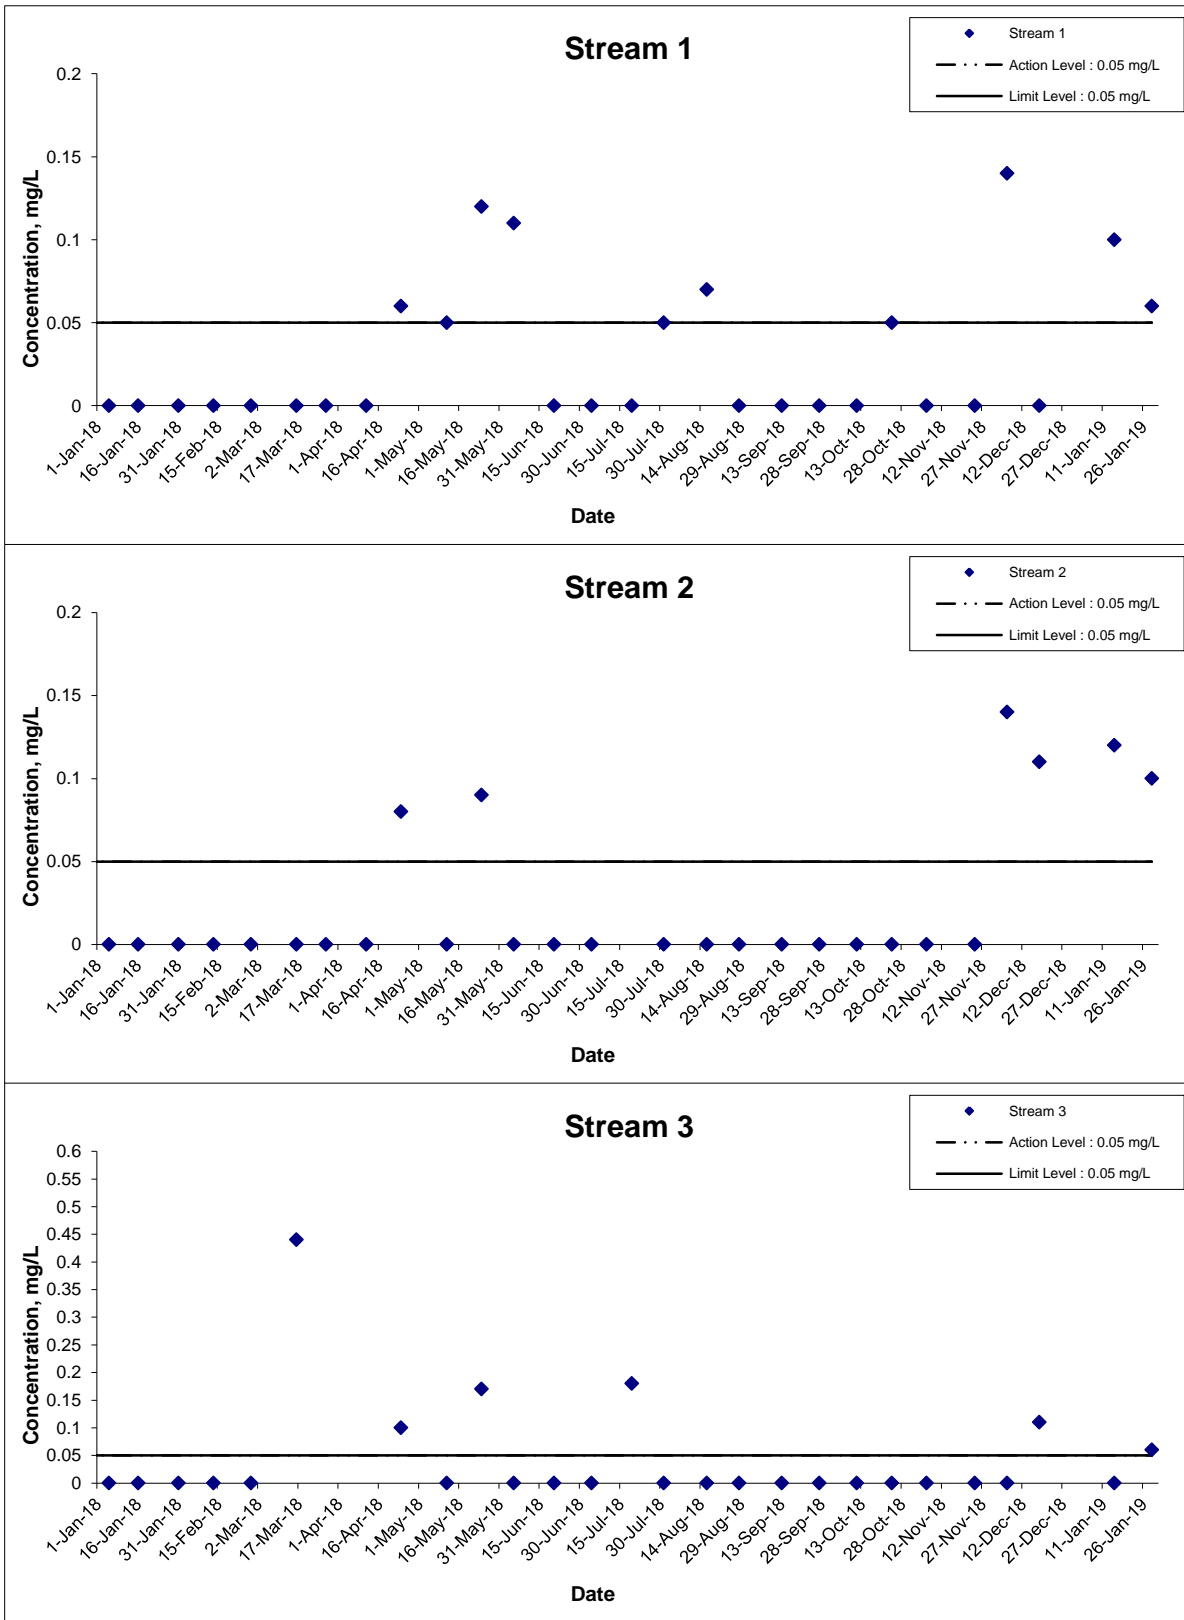 Stream 1
Stream 1
Action Level : 0.05 mg/L
Limit Level : 0.05 mg/L
Concentration, mg/L
0.2
0.15
0.1
0.05
0
1-Jan-18
16-Jan-18
31-Jan-18
15-Feb-18
2-Mar-18
17-Mar-18
1-Apr-18
16-Apr-18
1-May-18
16-May-18
31-May-18
15-Jun-18
30-Jun-18
15-Jul-18
30-Jul-18
14-Aug-18
29-Aug-18
13-Sep-18
28-Sep-18
13-Oct-18
28-Oct-18
12-Nov-18
27-Nov-18
12-Dec-18
27-Dec-18
11-Jan-19
26-Jan-19
Date
Stream 2
Stream 2
Action Level : 0.05 mg/L
Limit Level : 0.05 mg/L
Concentration, mg/L
0.2
0.15
0.1
0.05
0
1-Jan-18
16-Jan-18
31-Jan-18
15-Feb-18
2-Mar-18
17-Mar-18
1-Apr-18
16-Apr-18
1-May-18
16-May-18
31-May-18
15-Jun-18
30-Jun-18
15-Jul-18
30-Jul-18
14-Aug-18
29-Aug-18
13-Sep-18
28-Sep-18
13-Oct-18
28-Oct-18
12-Nov-18
27-Nov-18
12-Dec-18
27-Dec-18
11-Jan-19
26-Jan-19
Date
Stream 3
Stream 3
Action Level : 0.05 mg/L
Limit Level : 0.05 mg/L
Concentration, mg/L
0.6
0.55
0.5
0.45
0.4
0.35
0.3
0.25
0.2
0.15
0.1
0.05
0
1-Jan-18
16-Jan-18
31-Jan-18
15-Feb-18
2-Mar-18
17-Mar-18
1-Apr-18
16-Apr-18
1-May-18
16-May-18
31-May-18
15-Jun-18
30-Jun-18
15-Jul-18
30-Jul-18
14-Aug-18
29-Aug-18
13-Sep-18
28-Sep-18
13-Oct-18
28-Oct-18
12-Nov-18
27-Nov-18
12-Dec-18
27-Dec-18
11-Jan-19
26-Jan-19
Date